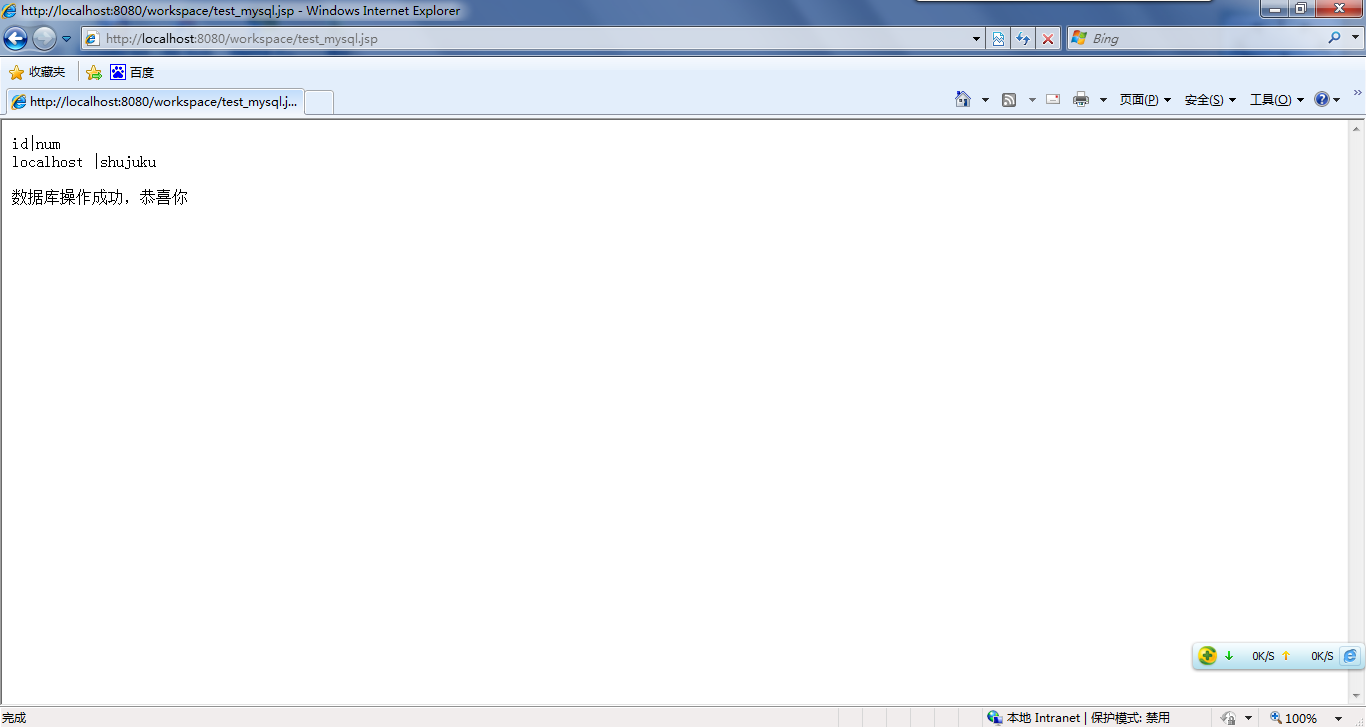 http://localhost:8080/workspace/test_mysql.jsp - Windows Internet Explorer
http://localhost:8080/workspace/test_mysql.jsp
Bing
收藏夹
百度
http://localhost:8080/workspace/test_mysql.j...
页面(P)
安全(S)
工具(O)
id|num
localhost |shujuku
数据库操作成功，恭喜你
0K/S
0K/S
完成
本地 Intranet | 保护模式: 禁用
100%